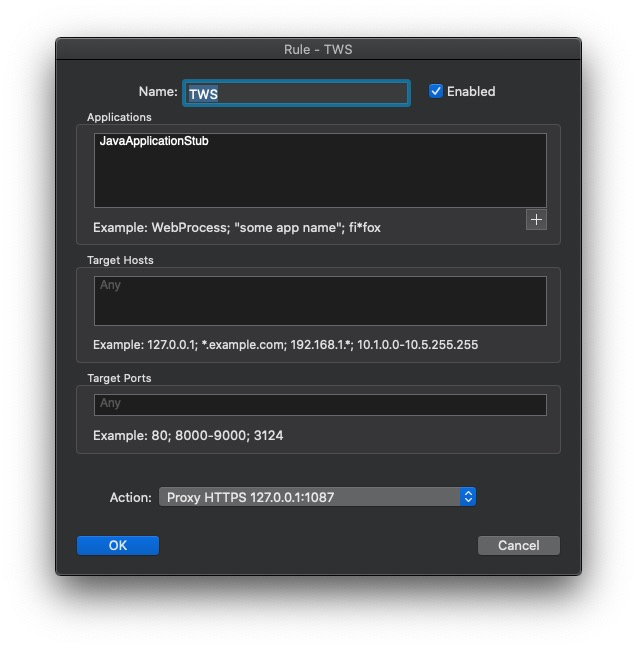 Rule - TWS
Name: TWS Enabled
Applications
JavaApplicationStub
+
Example: WebProcess; "some app name"; fi*fox
Target Hosts
Any
Example: 127.0.0.1; *.example.com; 192.168.1.*; 10.1.0.0-10.5.255.255
Target Ports
Any
Example: 80; 8000-9000; 3124
Action: Proxy HTTPS 127.0.0.1:1087
OK Cancel